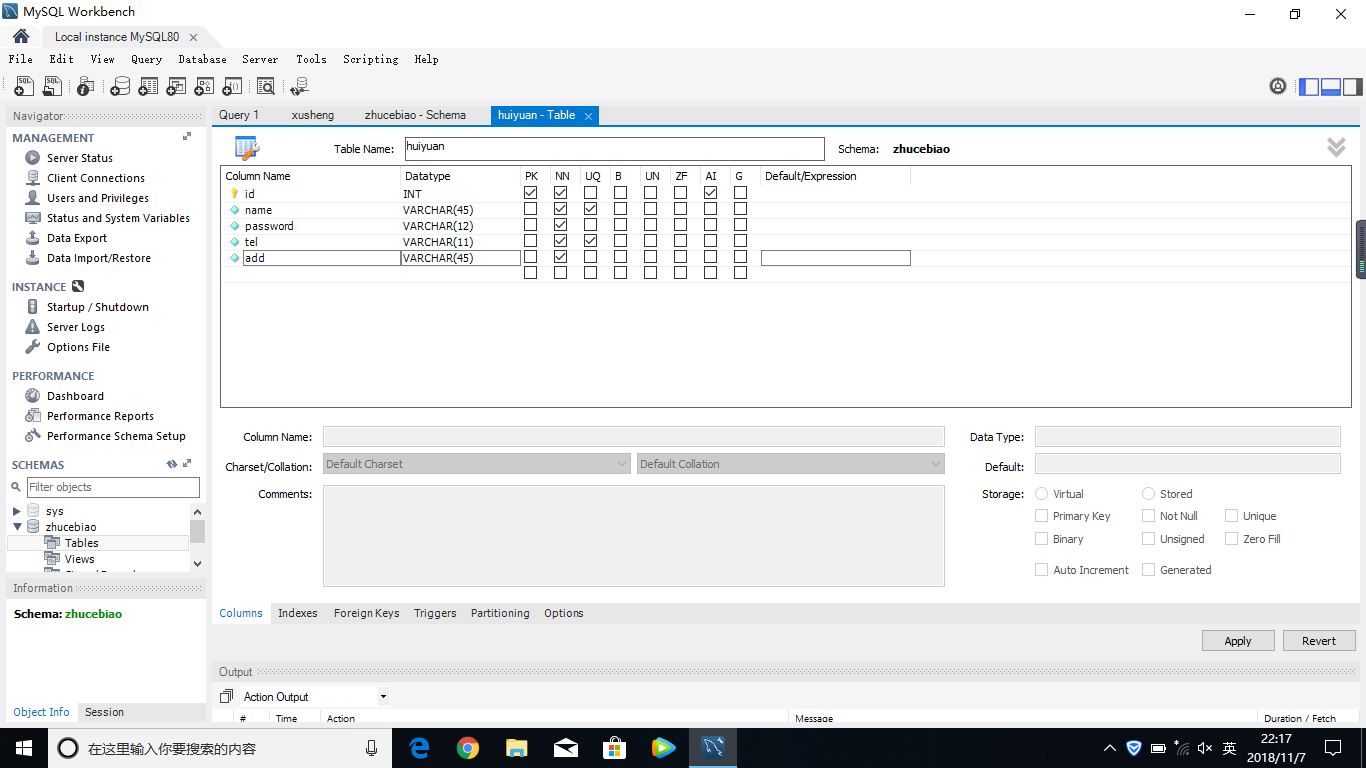 MySQL Workbench
Local instance MySQL80
File Edit View Query Database Server Tools Scripting Help
Navigator
MANAGEMENT
Server Status
Client Connections
Users and Privileges
Status and System Variables
Data Export
Data Import/Restore
INSTANCE
Startup / Shutdown
Server Logs
Options File
PERFORMANCE
Dashboard
Performance Reports
Performance Schema Setup
SCHEMAS
Filter objects
sys
zhucebiao
Tables
Views
Information
Schema: zhucebiao
Object Info Session
Query 1 xusheng zhucebiao - Schema huiyuan - Table
Table Name: huiyuan Schema: zhucebiao
Column Name Datatype PK NN UQ B UN ZF AI G Default/Expression
id INT
name VARCHAR(45)
password VARCHAR(12)
tel VARCHAR(11)
add VARCHAR(45)
Column Name: Data Type:
Charset/Collation: Default Charset Default Collation Default:
Comments: Storage: Virtual Stored
Primary Key Not Null Unique
Binary Unsigned Zero Fill
Auto Increment Generated
Columns Indexes Foreign Keys Triggers Partitioning Options
Apply Revert
Output
Action Output
# Time Action Message Duration / Fetch
在这里输入你要搜索的内容
英
22:17
2018/11/7